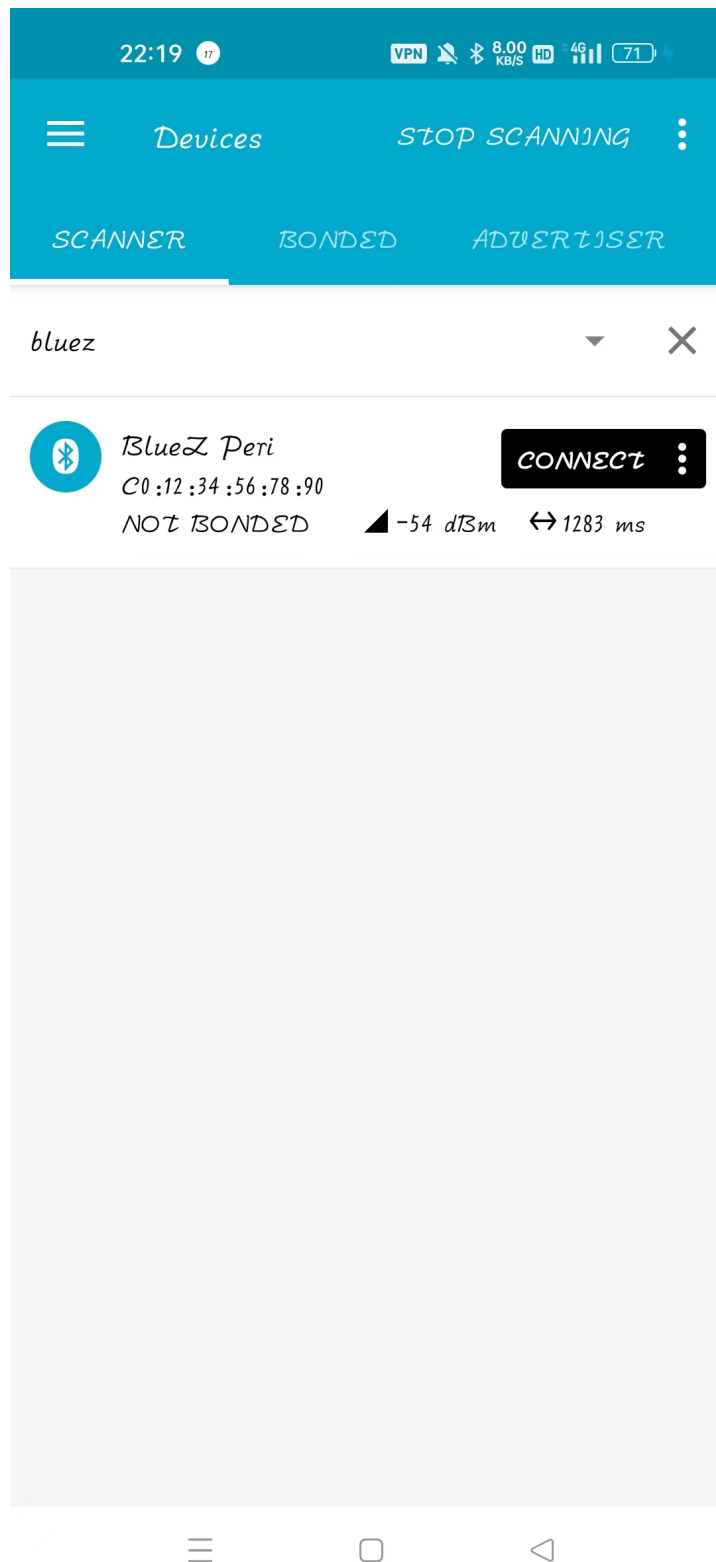 22:19 17 VPN 8.00 KB/S HD 4G 71
Devices STOP SCANNING
SCANNER BONDED ADVERTISER
bluez
BlueZ Peri
CONNECT
C0:12:34:56:78:90
NOT BONDED -54 dBm 1283 ms